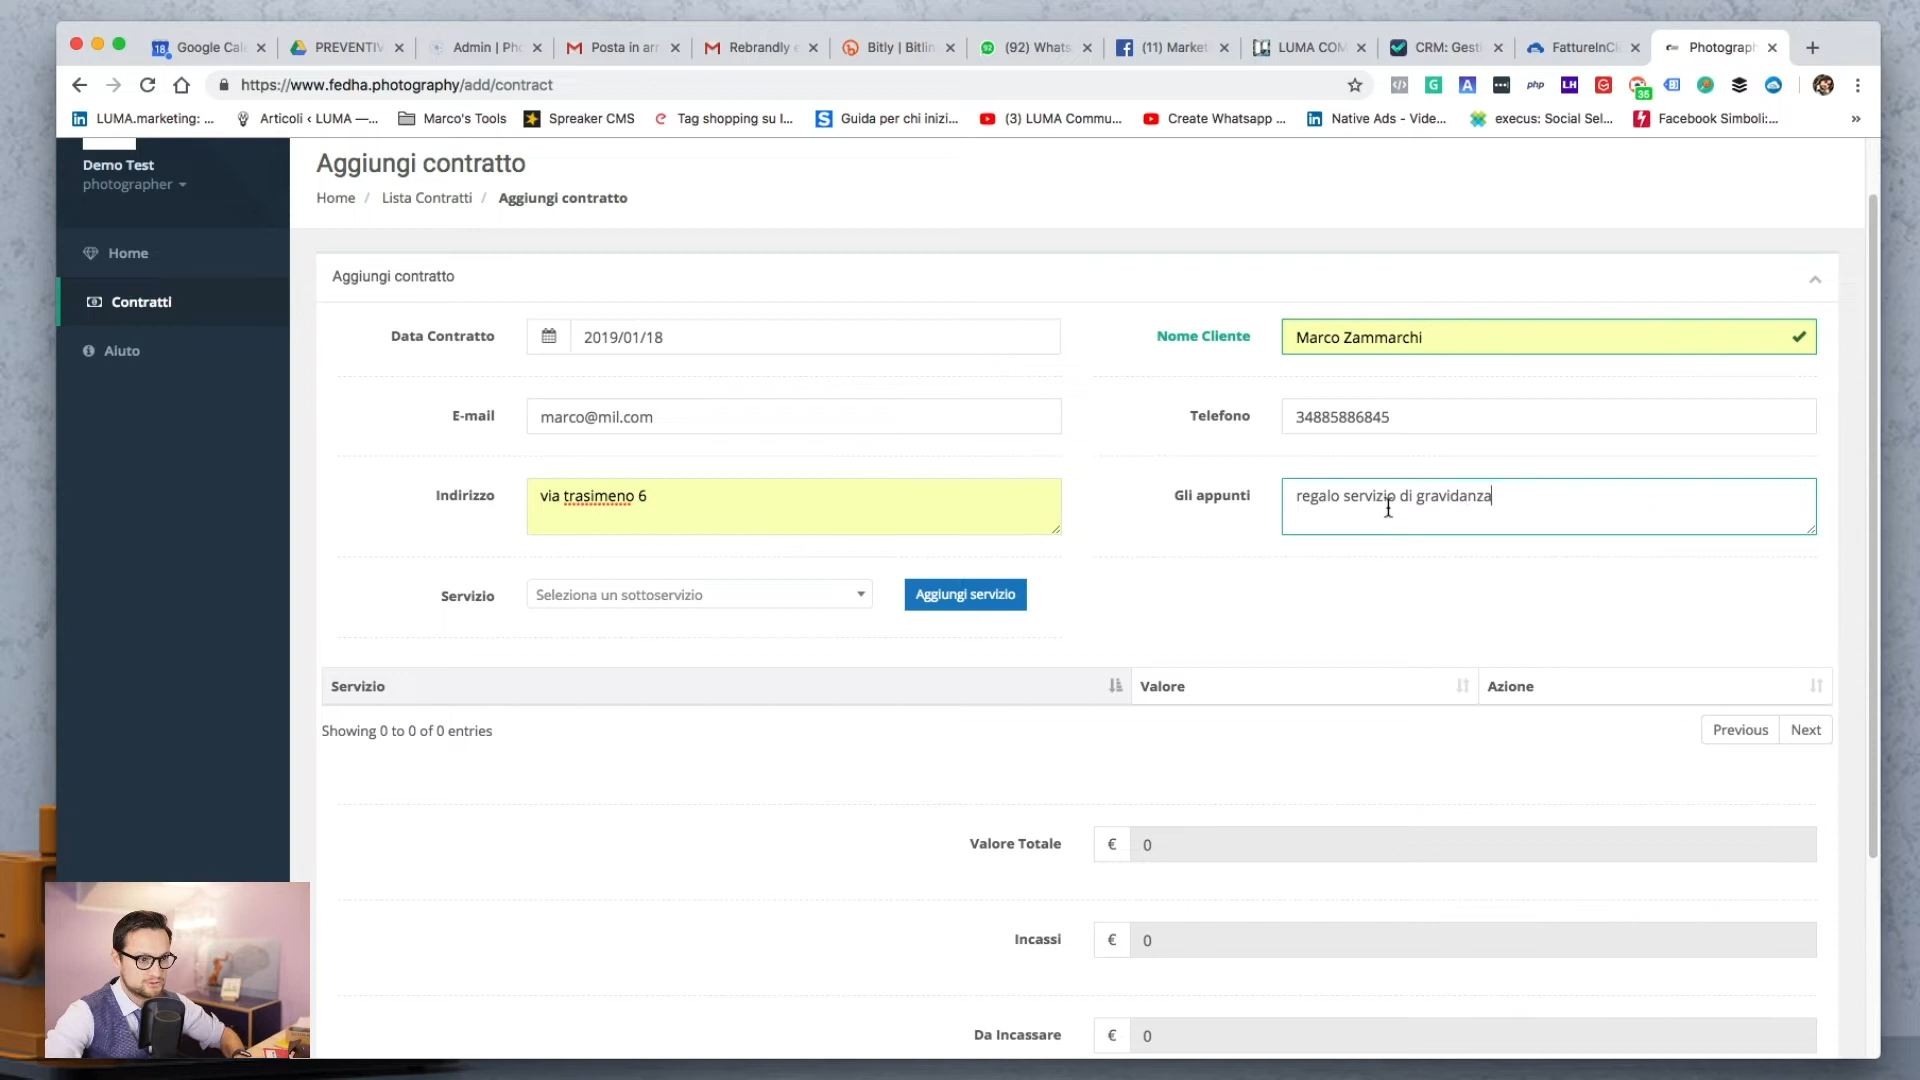 Google Cal
PREVENTIV
Admin | Pho
Posta in arr
Rebrandly
Bitly | Bitlin
(92) Whats
(11) Market
LUMA COM
CRM: Gesti
FattureInCl
Photograph
https://www.fedha.photography/add/contract
php
LH
36
LUMA.marketing: ...
Articoli ‹ LUMA —...
Marco's Tools
Spreaker CMS
Tag shopping su I...
Guida per chi inizi...
(3) LUMA Commu...
Create Whatsapp ...
Native Ads - Vide...
execus: Social Sel...
Facebook Simboli:...
»
Demo Test
photographer
Home
Contratti
Aiuto
Aggiungi contratto
Home / Lista Contratti / Aggiungi contratto
Aggiungi contratto
Data Contratto 2019/01/18
Nome Cliente Marco Zammarchi
E-mail marco@mil.com
Telefono 34885886845
Indirizzo via trasimeno 6
Gli appunti regalo servizio di gravidanza
Servizio Seleziona un sottoservizio Aggiungi servizio
Servizio Valore Azione
Showing 0 to 0 of 0 entries
Previous Next
Valore Totale € 0
Incassi € 0
Da Incassare € 0